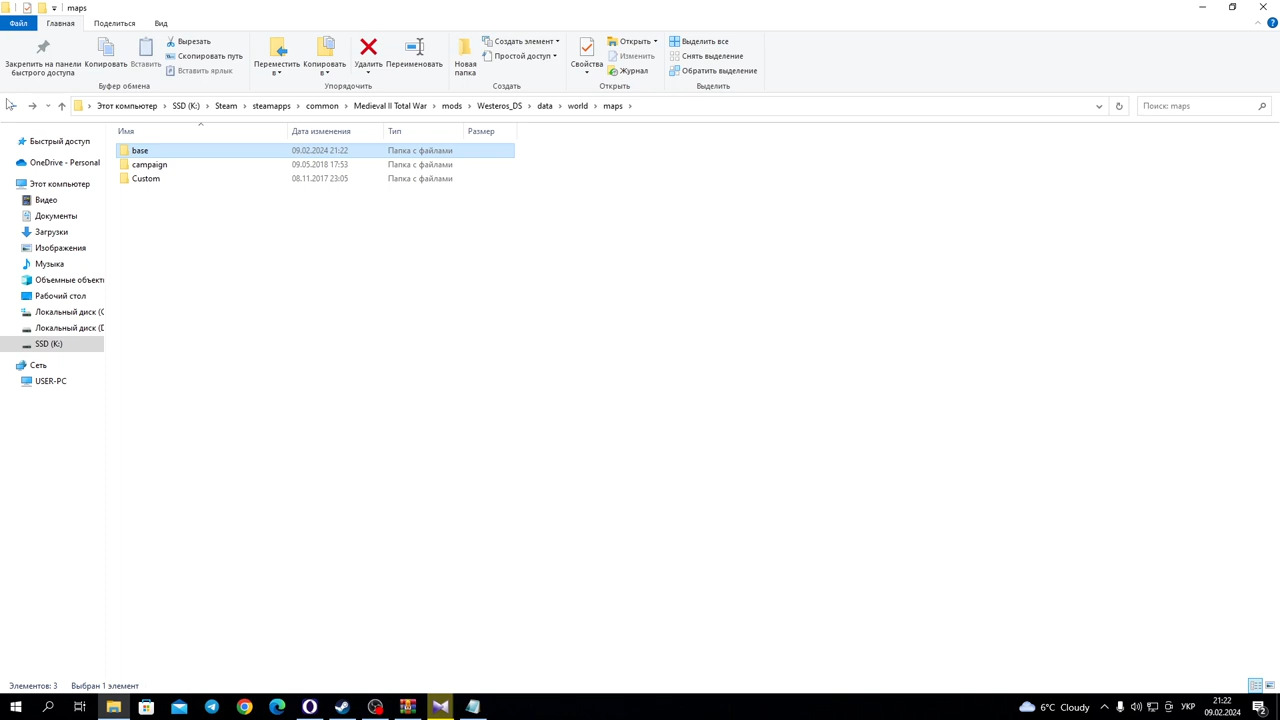 maps
Файл
Главная
Поделиться
Вид
Закрепить на панели быстрого доступа
Копировать
Вставить
Вырезать
Скопировать путь
Вставить ярлык
Буфер обмена
Переместить в
Копировать в
Удалить
Переименовать
Упорядочить
Новая папка
Создать элемент
Простой доступ
Создать
Свойства
Открыть
Изменить
Журнал
Открыть
Выделить все
Снять выделение
Обратить выделение
Выделить
Этот компьютер
SSD (K:)
Steam
steamapps
common
Medieval II Total War
mods
Westeros_DS
data
world
maps
Поиск: maps
Имя
Дата изменения
Тип
Размер
base 09.02.2024 21:22 Папка с файлами
campaign 09.05.2018 17:53 Папка с файлами
Custom 08.11.2017 23:05 Папка с файлами
Быстрый доступ
OneDrive - Personal
Этот компьютер
Видео
Документы
Загрузки
Изображения
Музыка
Объемные объект
Рабочий стол
Локальный диск (C
Локальный диск (D
SSD (K:)
Сеть
USER-PC
Элементов: 3
Выбран 1 элемент
6°C Cloudy
УКР
21:22
09.02.2024
2